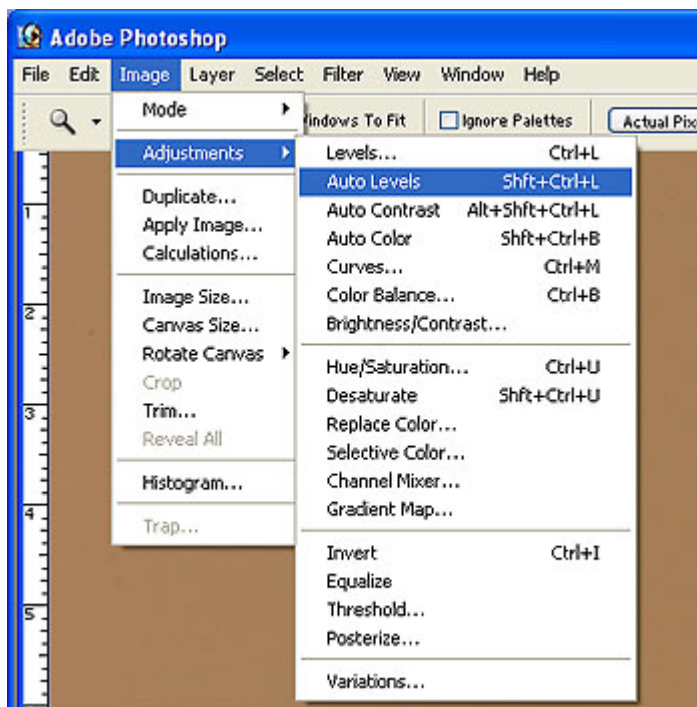 Adobe Photoshop
File Edit Image Layer Select Filter View Window Help
Windows To Fit Ignore Palettes Actual Pix
Mode
Adjustments
Duplicate...
Apply Image...
Calculations...
Image Size...
Canvas Size...
Rotate Canvas
Crop
Trim...
Reveal All
Histogram...
Trap...
Levels... Ctrl+L
Auto Levels Shft+Ctrl+L
Auto Contrast Alt+Shft+Ctrl+L
Auto Color Shft+Ctrl+B
Curves... Ctrl+M
Color Balance... Ctrl+B
Brightness/Contrast...
Hue/Saturation... Ctrl+U
Desaturate Shft+Ctrl+U
Replace Color...
Selective Color...
Channel Mixer...
Gradient Map...
Invert Ctrl+I
Equalize
Threshold...
Posterize...
Variations...
1
2
3
4
5